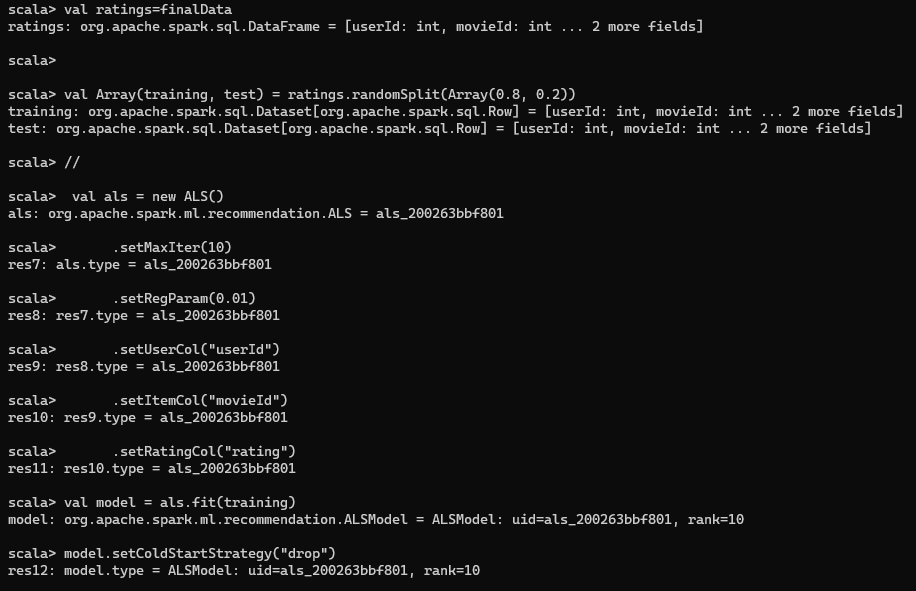 scala> val ratings=finalData
ratings: org.apache.spark.sql.DataFrame = [userId: int, movieId: int ... 2 more fields]
scala>
scala> val Array(training, test) = ratings.randomSplit(Array(0.8, 0.2))
training: org.apache.spark.sql.Dataset[org.apache.spark.sql.Row] = [userId: int, movieId: int ... 2 more fields]
test: org.apache.spark.sql.Dataset[org.apache.spark.sql.Row] = [userId: int, movieId: int ... 2 more fields]
scala> //
scala>  val als = new ALS()
als: org.apache.spark.ml.recommendation.ALS = als_200263bbf801
scala>       .setMaxIter(10)
res7: als.type = als_200263bbf801
scala>       .setRegParam(0.01)
res8: res7.type = als_200263bbf801
scala>       .setUserCol("userId")
res9: res8.type = als_200263bbf801
scala>       .setItemCol("movieId")
res10: res9.type = als_200263bbf801
scala>       .setRatingCol("rating")
res11: res10.type = als_200263bbf801
scala> val model = als.fit(training)
model: org.apache.spark.ml.recommendation.ALSModel = ALSModel: uid=als_200263bbf801, rank=10
scala> model.setColdStartStrategy("drop")
res12: model.type = ALSModel: uid=als_200263bbf801, rank=10